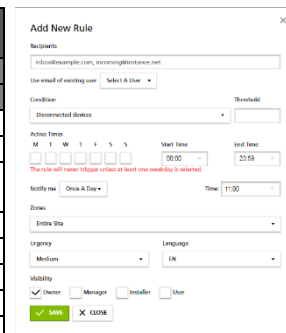 Add New Rule
×
Recipients
inbox@example.com, incoming@instance.net
Use email of existing user Select A User
Condition Threshold
Disconnected devices
Active Times
M T W T F S S Start Time End Time
00:00 23:59
The rule will never trigger unless at least one weekday is selected.
Notify me Once A Day Time: 11:00
Zones
Entire Site
Urgency Language
Medium EN
Visibility
Owner Manager Installer User
SAVE X CLOSE